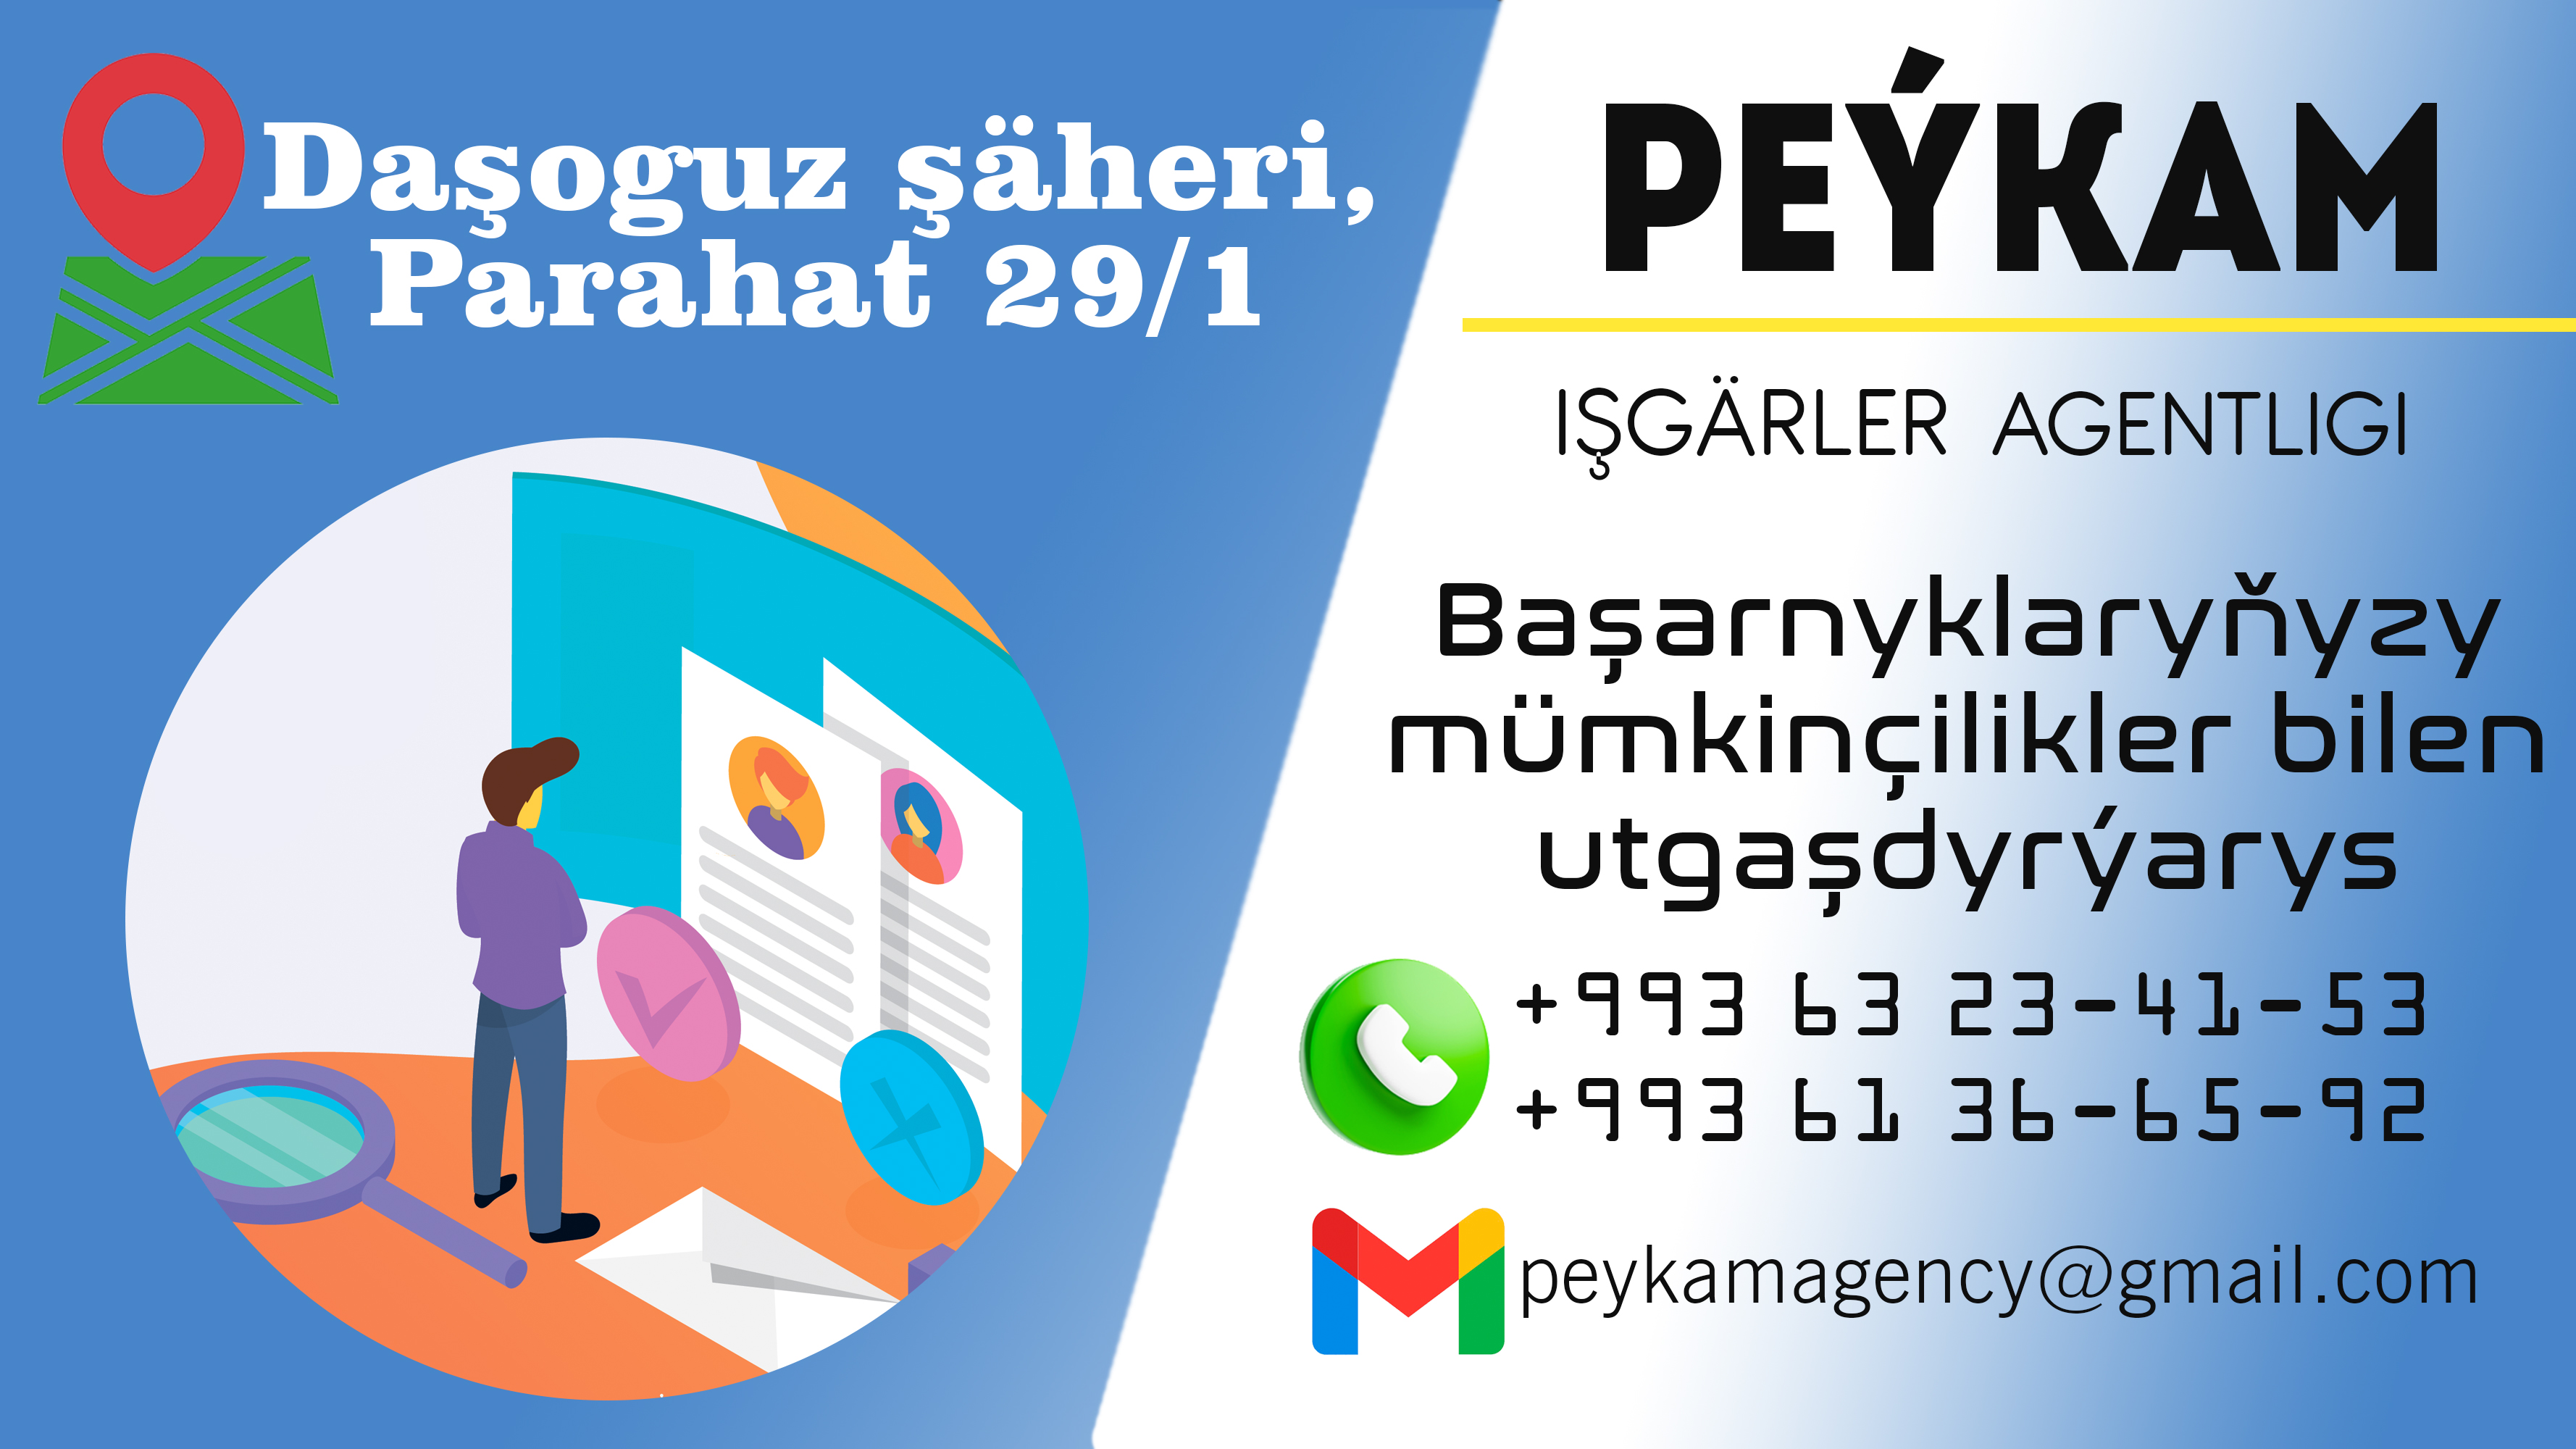 Daşoguz şäheri,
Parahat 29/1
PEÝKAM
IŞGÄRLER AGENTLIGI
Başarnyklaryňyzy
mümkinçilikler bilen
utgaşdyrýarys
+993 63 23-41-53
+993 61 36-65-92
peykamagency@gmail.com